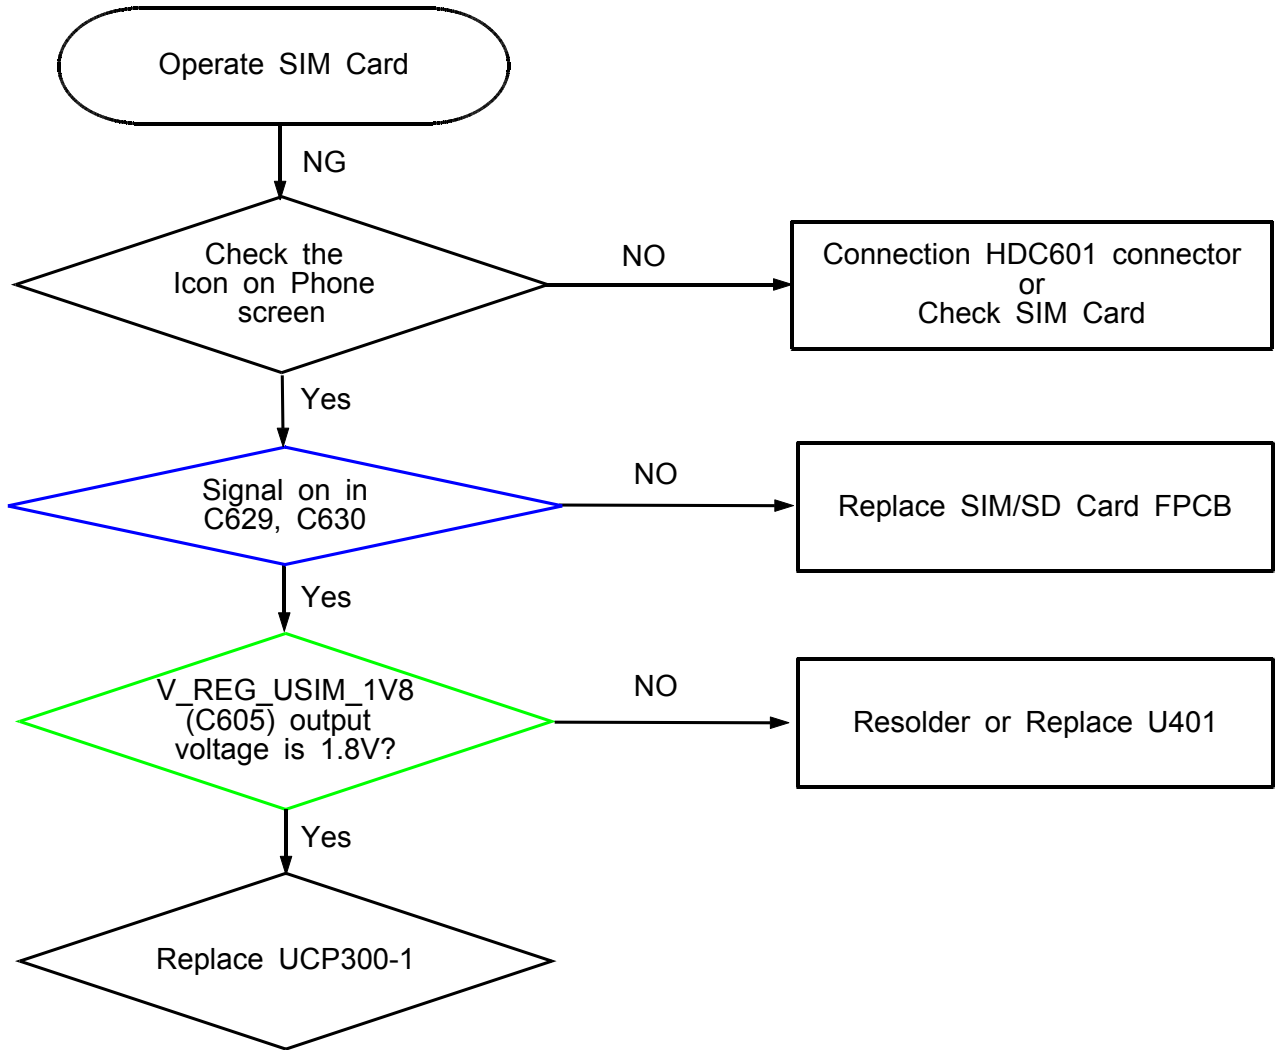 Operate SIM Card
NG
Check the
Icon on Phone
screen
NO
Connection HDC601 connector
or
Check SIM Card
Yes
Signal on in
C629, C630
NO
Replace SIM/SD Card FPCB
Yes
V_REG_USIM_1V8
(C605) output
voltage is 1.8V?
NO
Resolder or Replace U401
Yes
Replace UCP300-1